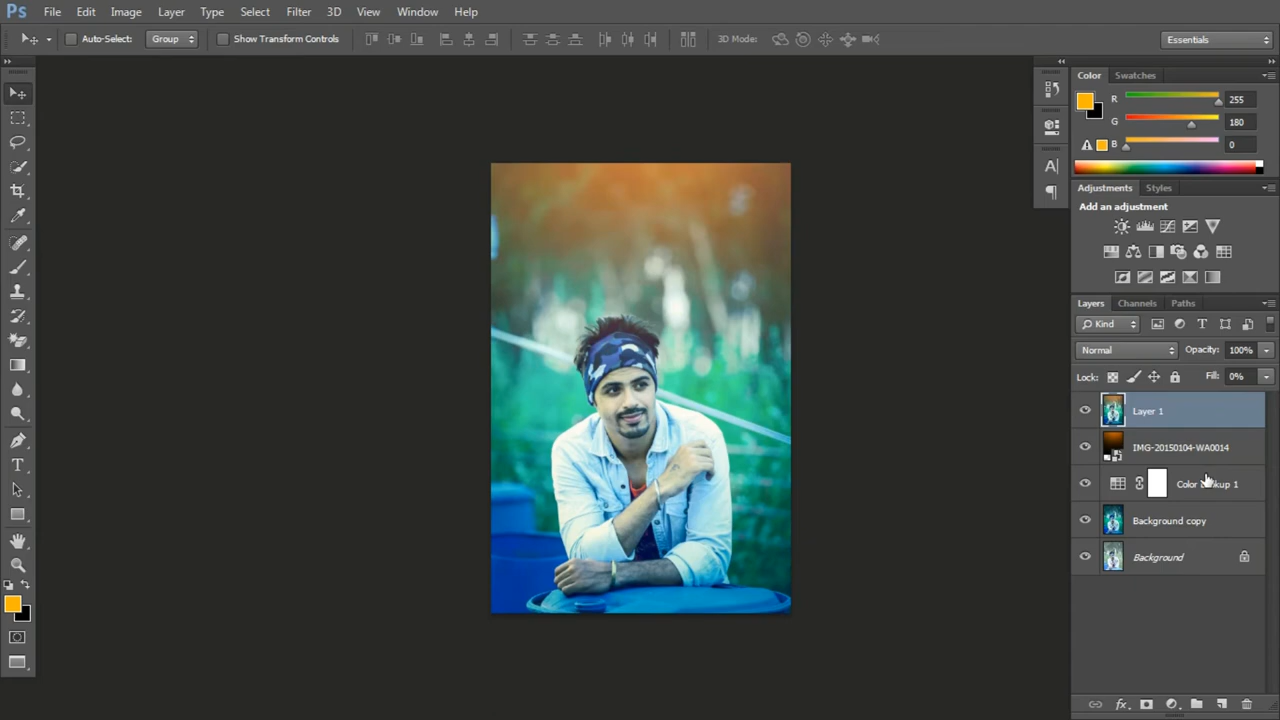 Ps File Edit Image Layer Type Select Filter 3D View Window Help
Auto-Select: Group Show Transform Controls 3D Mode: Essentials
Color Swatches
R 255
G 180
B 0
Adjustments Styles
Add an adjustment
Layers Channels Paths
Kind
Normal Opacity: 100%
Lock: Fill: 0%
Layer 1
IMG-20150104-WA0014
Color Lookup 1
Background copy
Background